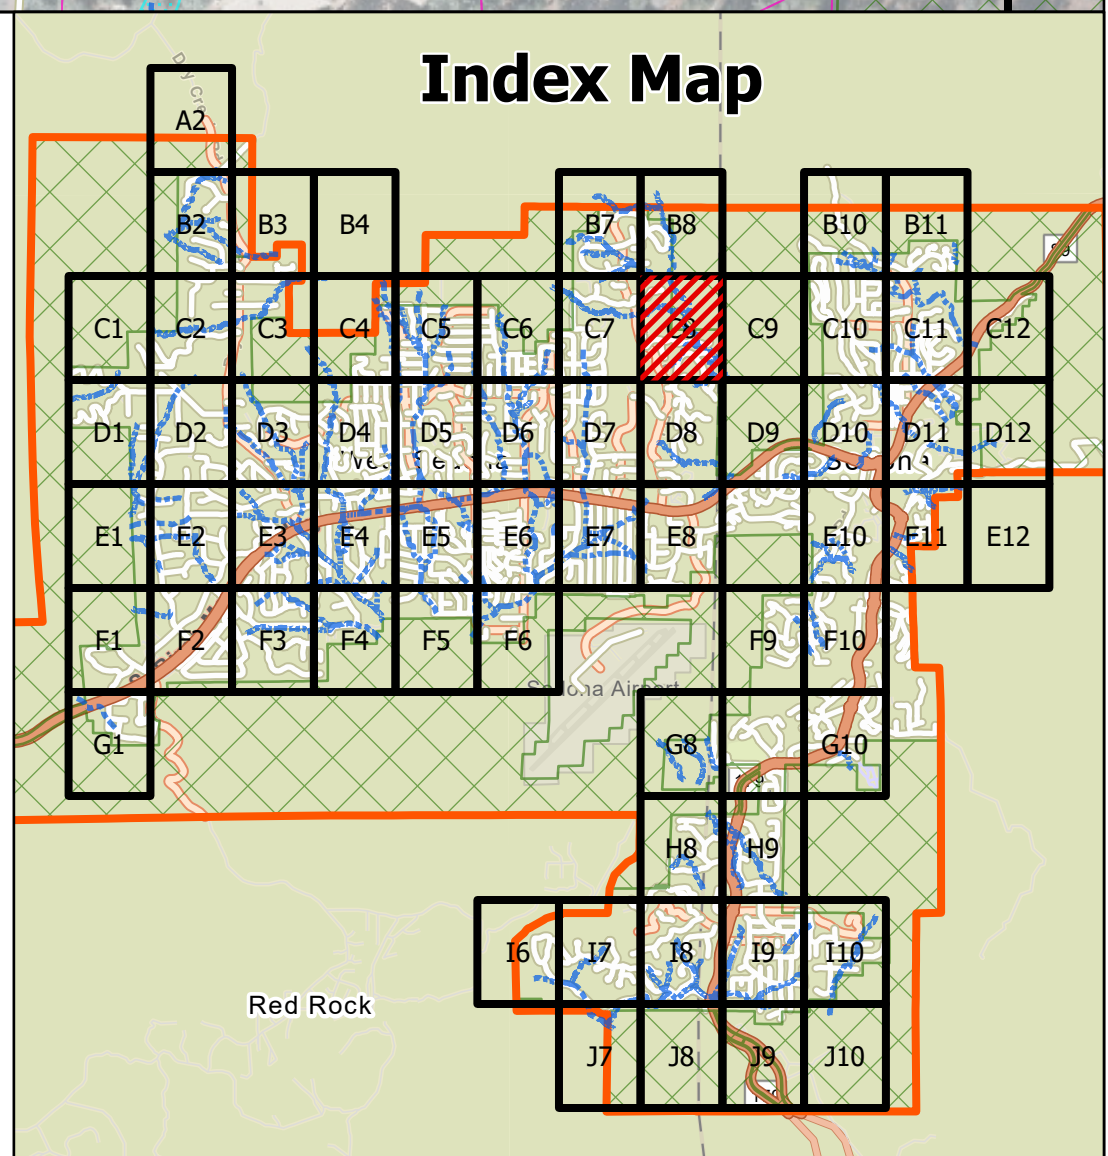 Index Map
A2
B2 B3 B4 B7 B8 B10 B11
89
C1 C2 C3 C4 C5 C6 C7 C8 C9 C10 C11 C12
D1 D2 D3 D4 D5 D6 D7 D8 D9 D10 D11 D12
E1 E2 E3 E4 E5 E6 E7 E8 E10 E11 E12
F1 F2 F3 F4 F5 F6 F9 F10
Sedona Airport
G1 G8 G10
H8 H9
I6 I7 I8 I9 I10
Red Rock
J7 J8 J9 J10